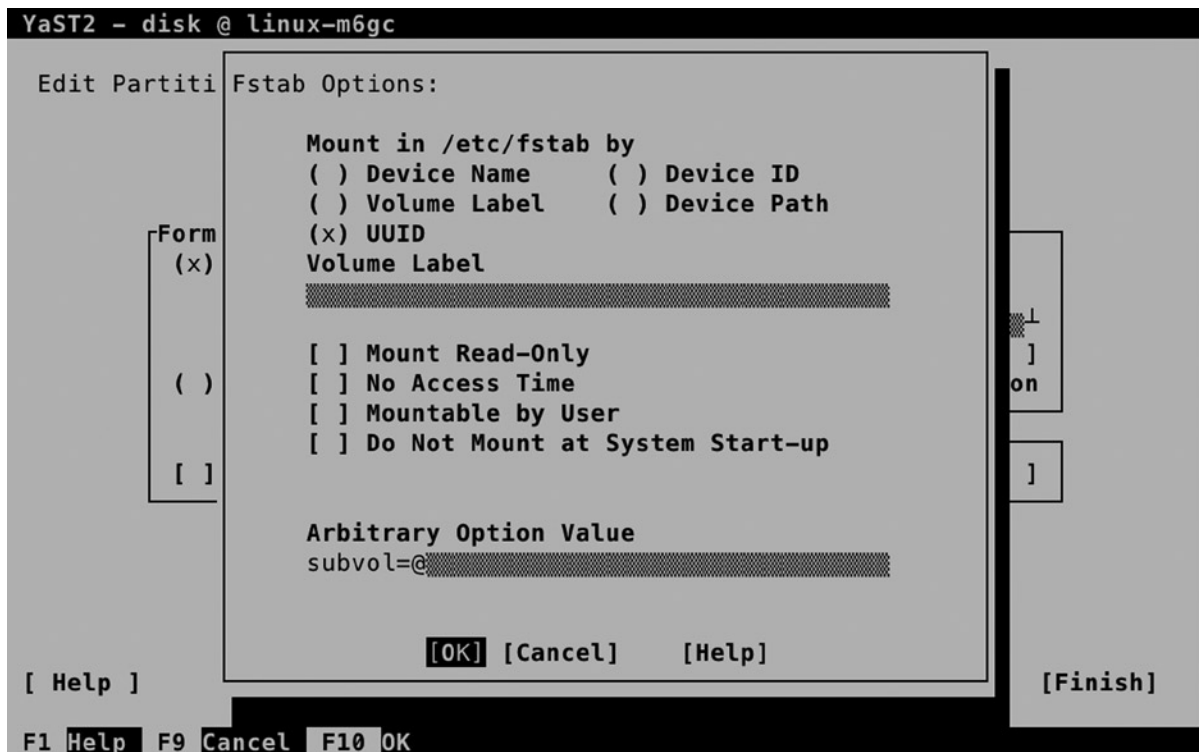 YaST2 - disk @ linux-m6gc
Edit Partiti
Fstab Options:
Mount in /etc/fstab by
( ) Device Name ( ) Device ID
( ) Volume Label ( ) Device Path
Form
(x) UUID
(x)
Volume Label
[ ] Mount Read-Only
]
( )
[ ] No Access Time
on
[ ] Mountable by User
[ ] Do Not Mount at System Start-up
[ ]
]
Arbitrary Option Value
subvol=@
[OK] [Cancel] [Help]
[ Help ]
[Finish]
F1 Help F9 Cancel F10 OK